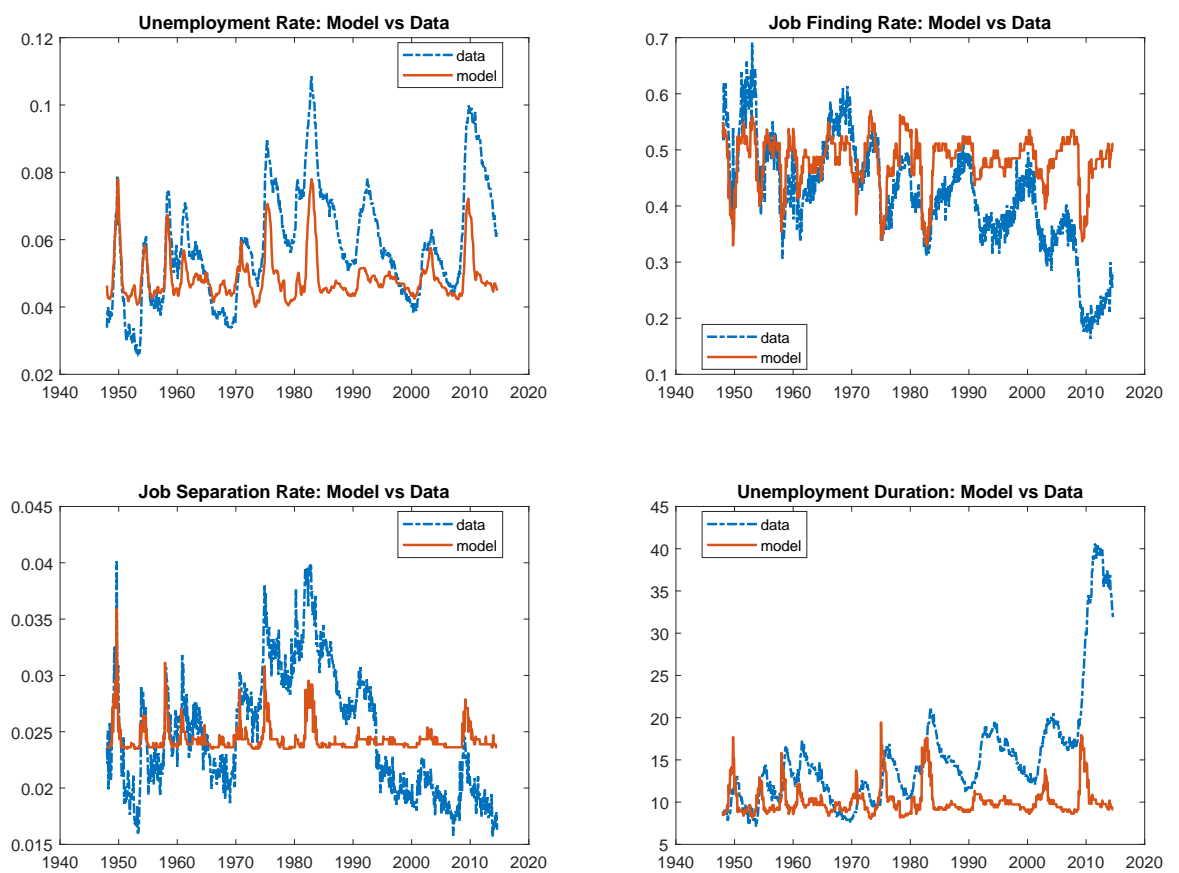 Unemployment Rate: Model vs Data
0.12
0.1
0.08
0.06
0.04
0.02
1940 1950 1960 1970 1980 1990 2000 2010 2020
data
model
Job Finding Rate: Model vs Data
0.7
0.6
0.5
0.4
0.3
0.2
0.1
1940 1950 1960 1970 1980 1990 2000 2010 2020
data
model
Job Separation Rate: Model vs Data
0.045
0.04
0.035
0.03
0.025
0.02
0.015
1940 1950 1960 1970 1980 1990 2000 2010 2020
data
model
Unemployment Duration: Model vs Data
45
40
35
30
25
20
15
10
5
1940 1950 1960 1970 1980 1990 2000 2010 2020
data
model